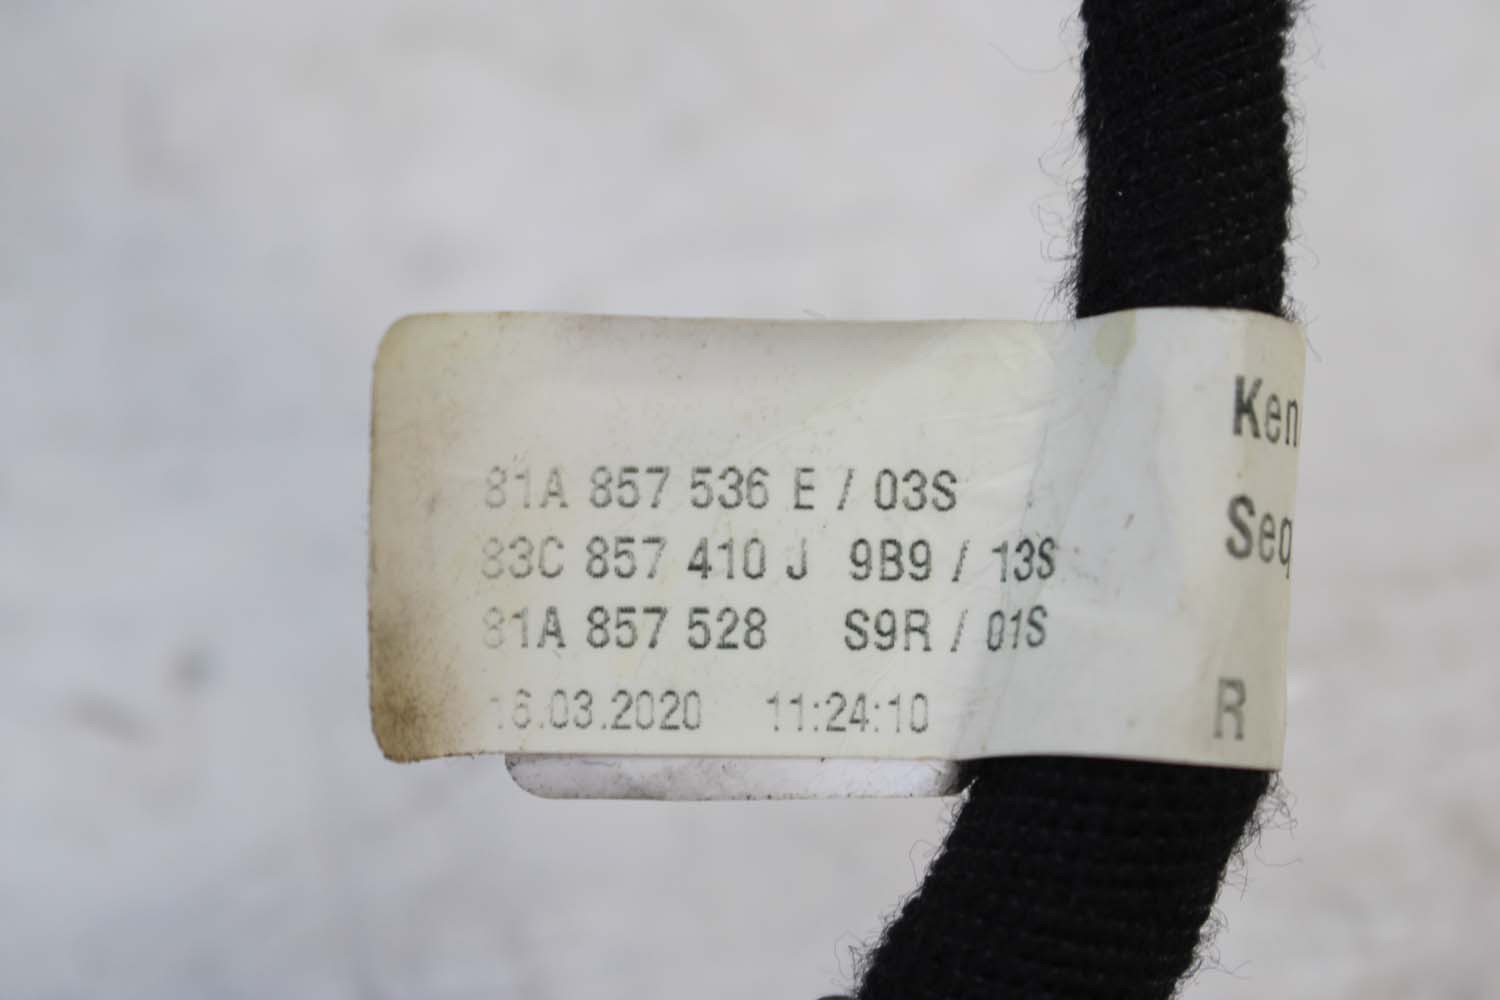 81A 857 536 E / 03S
83C 857 410 J 9B9 / 13S
81A 857 528 S9R / 01S
16.03.2020 11:24:10
Ken
Seq
R